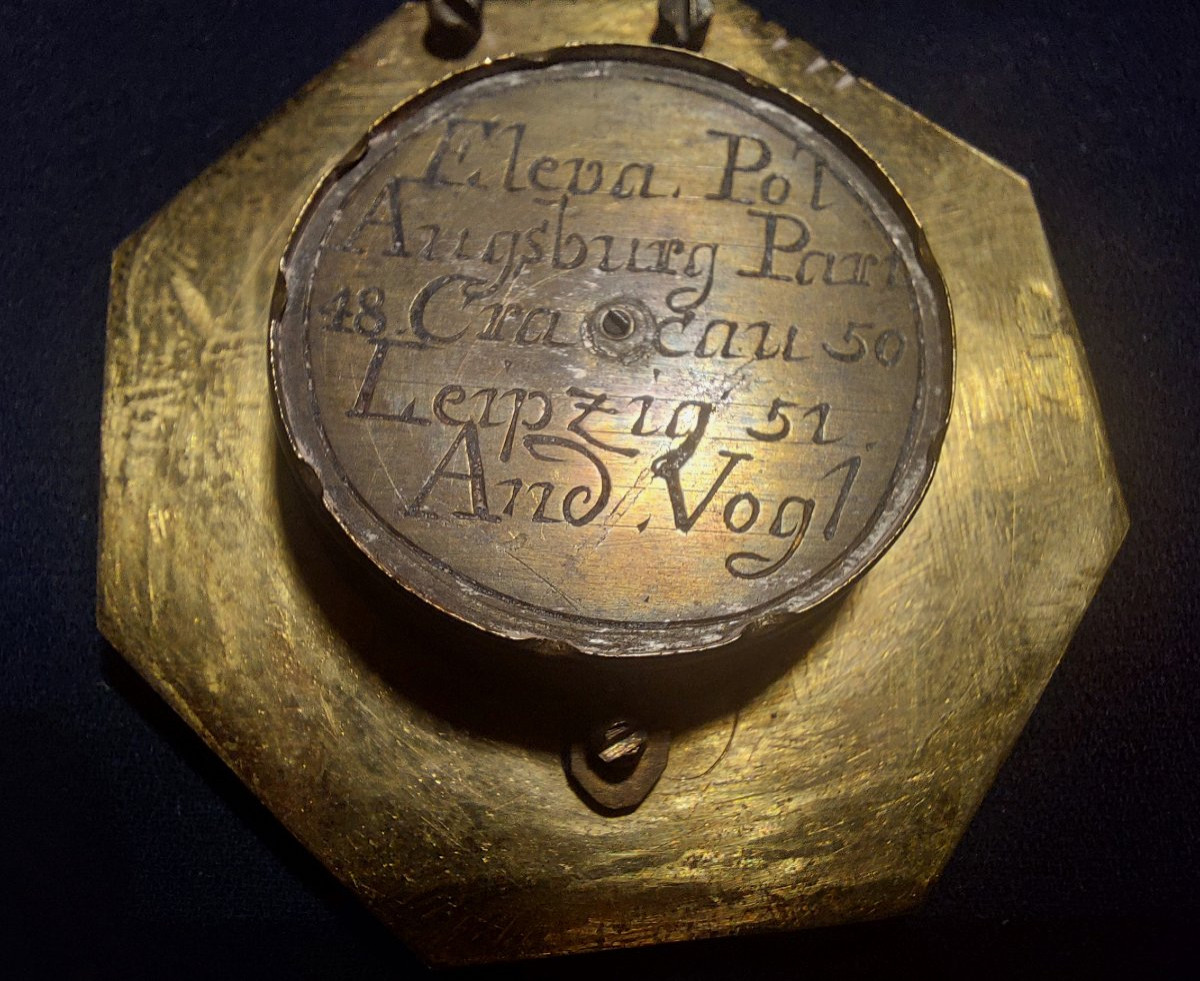 Eleva. Pol
Augsburg Pari
48. Cracau 50
Leipzig 51.
And. Vogl